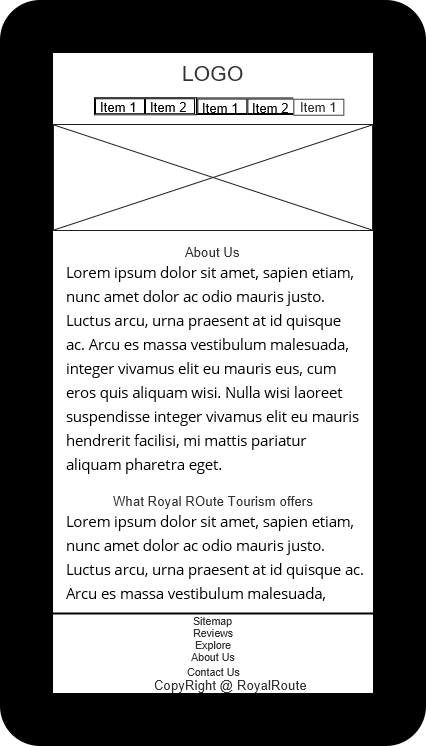 LOGO
Item 1 Item 2 Item 1 Item 2 Item 1
About Us
Lorem ipsum dolor sit amet, sapien etiam,
nunc amet dolor ac odio mauris justo.
Luctus arcu, urna praesent at id quisque
ac. Arcu es massa vestibulum malesuada,
integer vivamus elit eu mauris eus, cum
eros quis aliquam wisi. Nulla wisi laoreet
suspendisse integer vivamus elit eu mauris
hendrerit facilisi, mi mattis pariatur
aliquam pharetra eget.
What Royal ROute Tourism offers
Lorem ipsum dolor sit amet, sapien etiam,
nunc amet dolor ac odio mauris justo.
Luctus arcu, urna praesent at id quisque ac.
Arcu es massa vestibulum malesuada,
Sitemap
Reviews
Explore
About Us
Contact Us
CopyRight @ RoyalRoute